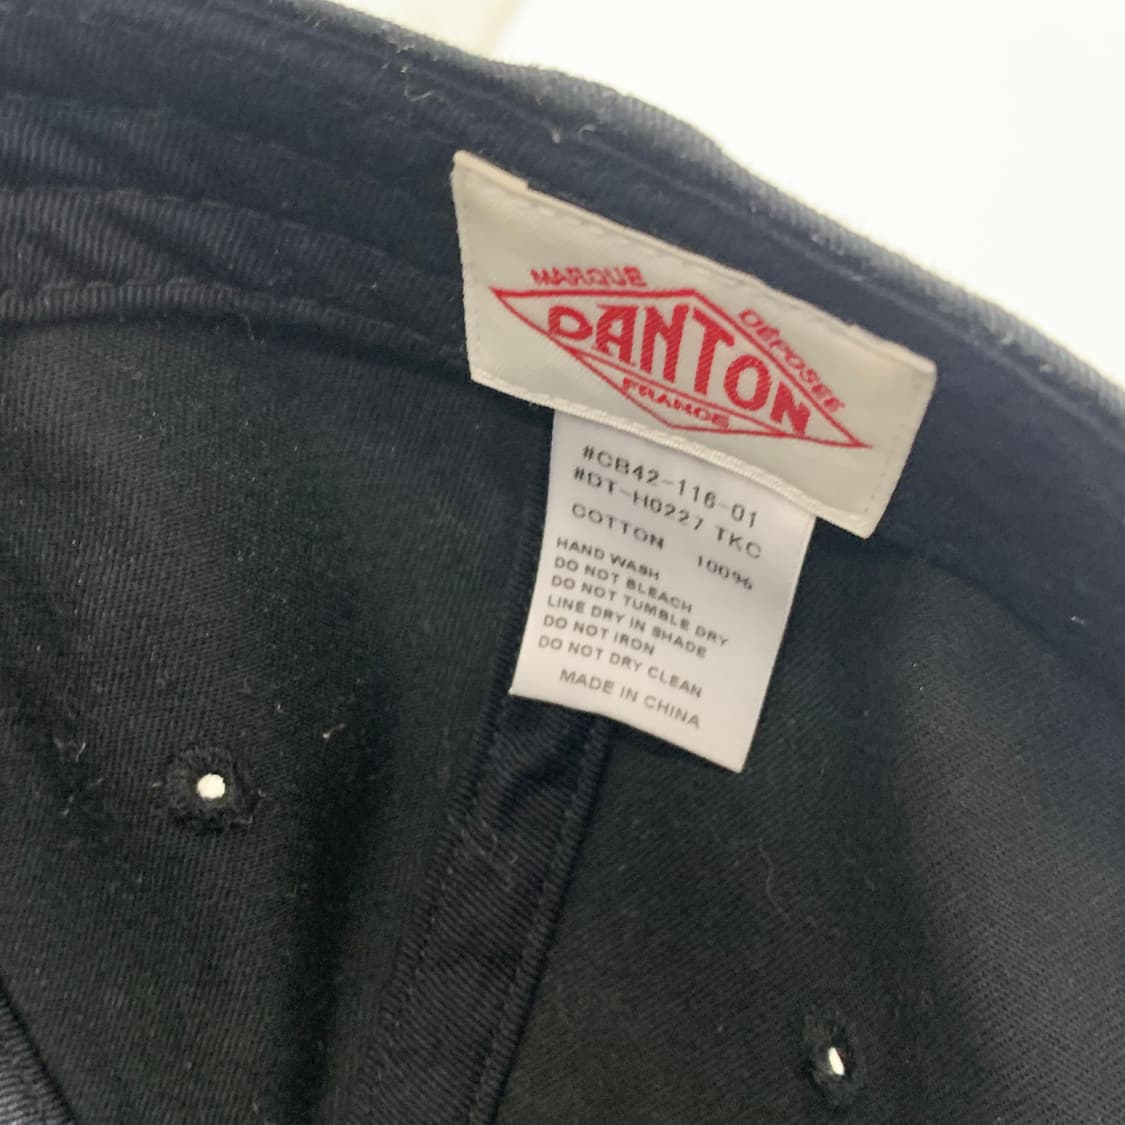 MARQUE
DÉPOSÉE
DANTON
FRANCE
#CB42-116-01
#DT-H0227 TKC
COTTON 100%
HAND WASH
DO NOT BLEACH
DO NOT TUMBLE DRY
LINE DRY IN SHADE
DO NOT IRON
DO NOT DRY CLEAN
MADE IN CHINA